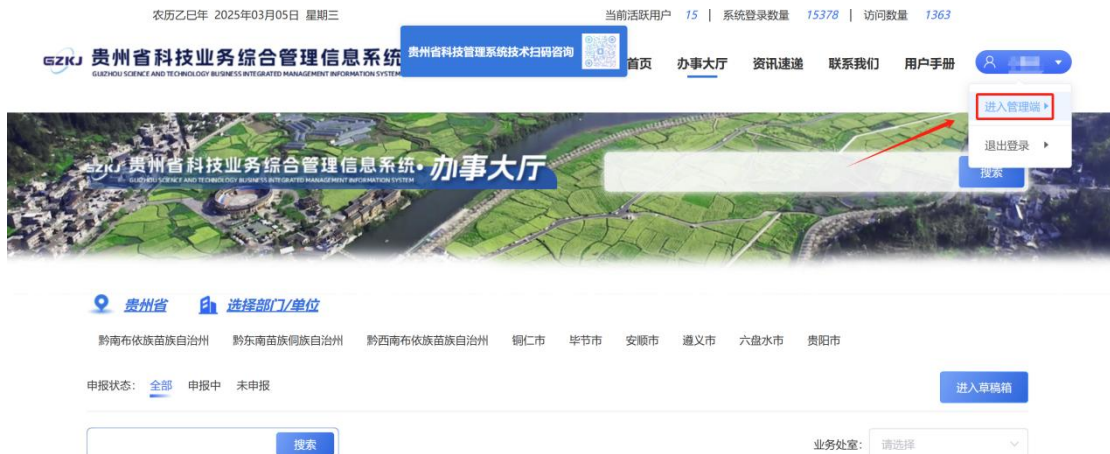 农历乙巳年 2025年03月05日 星期三
当前活跃用户 15 | 系统登录数量 15378 | 访问数量 1363
GZKJ 贵州省科技业务综合管理信息系统
GUIZHOU SCIENCE AND TECHNOLOGY BUSINESS INTEGRATED MANAGEMENT INFORMATION SYSTEM
贵州省科技管理系统技术扫码咨询
首页 办事大厅 资讯速递 联系我们 用户手册
进入管理端
退出登录
GZKJ 贵州省科技业务综合管理信息系统·办事大厅
GUIZHOU SCIENCE AND TECHNOLOGY BUSINESS INTEGRATED MANAGEMENT INFORMATION SYSTEM
搜索
贵州省 选择部门/单位
黔南布依族苗族自治州 黔东南苗族侗族自治州 黔西南布依族苗族自治州 铜仁市 毕节市 安顺市 遵义市 六盘水市 贵阳市
申报状态: 全部 申报中 未申报
进入草稿箱
搜索
业务处室: 请选择